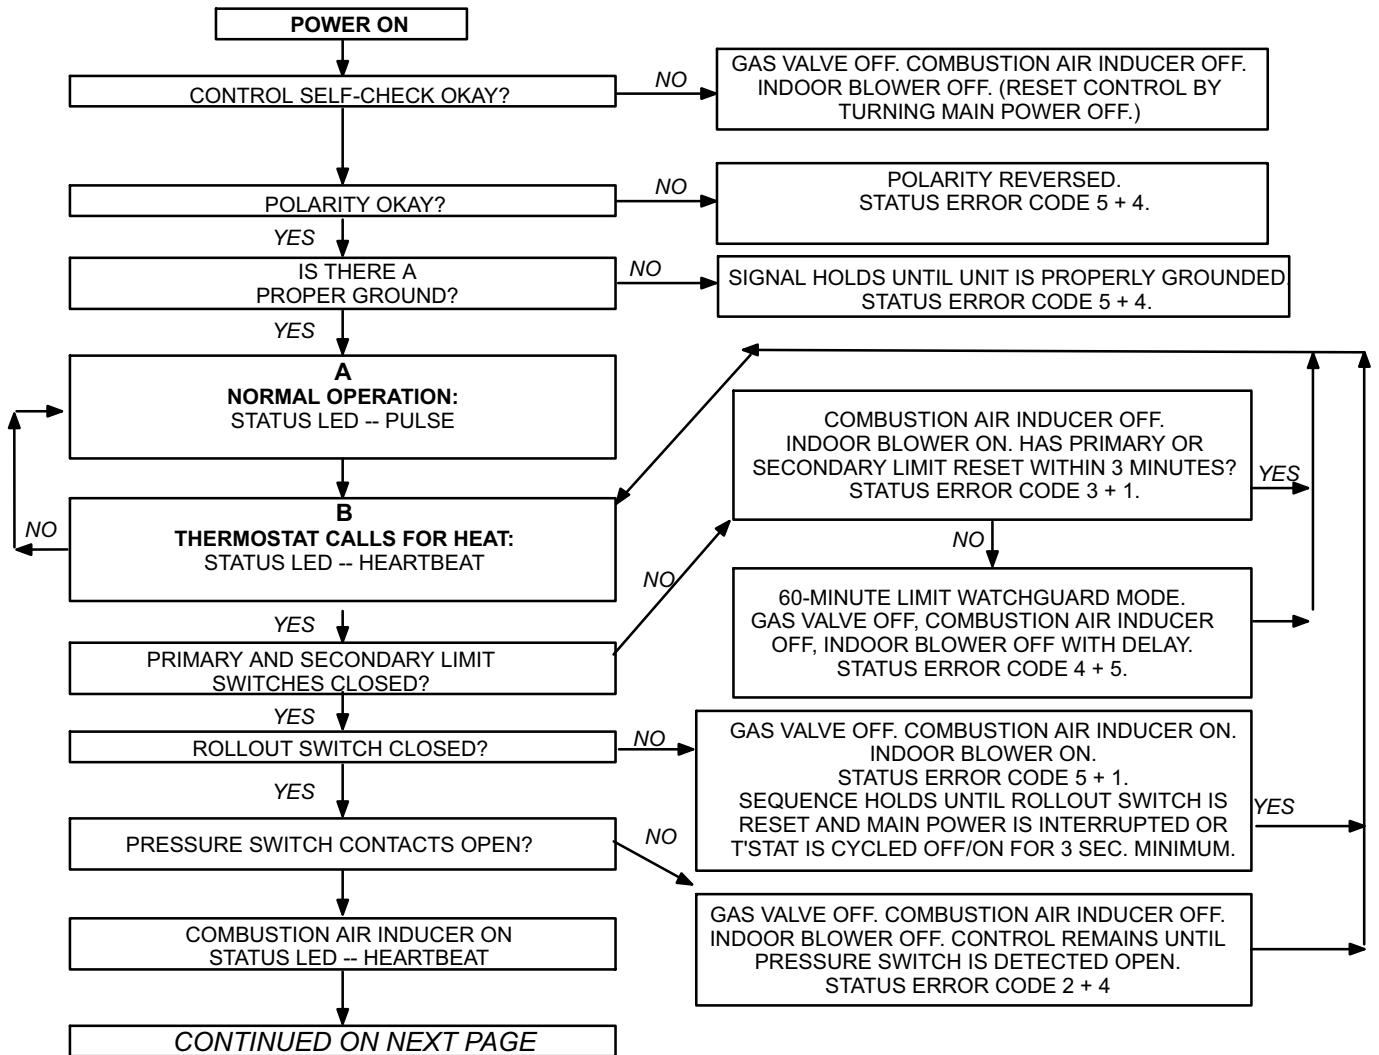 POWER ON
CONTROL SELF-CHECK OKAY?
NO
GAS VALVE OFF. COMBUSTION AIR INDUCER OFF.
INDOOR BLOWER OFF. (RESET CONTROL BY
TURNING MAIN POWER OFF.)
POLARITY OKAY?
NO
POLARITY REVERSED.
STATUS ERROR CODE 5 + 4.
YES
IS THERE A
PROPER GROUND?
NO
SIGNAL HOLDS UNTIL UNIT IS PROPERLY GROUNDED.
STATUS ERROR CODE 5 + 4.
YES
A
NORMAL OPERATION:
STATUS LED -- PULSE
B
THERMOSTAT CALLS FOR HEAT:
STATUS LED -- HEARTBEAT
NO
YES
PRIMARY AND SECONDARY LIMIT
SWITCHES CLOSED?
NO
COMBUSTION AIR INDUCER OFF.
INDOOR BLOWER ON. HAS PRIMARY OR
SECONDARY LIMIT RESET WITHIN 3 MINUTES?
STATUS ERROR CODE 3 + 1.
YES
NO
60-MINUTE LIMIT WATCHGUARD MODE.
GAS VALVE OFF, COMBUSTION AIR INDUCER
OFF, INDOOR BLOWER OFF WITH DELAY.
STATUS ERROR CODE 4 + 5.
YES
ROLLOUT SWITCH CLOSED?
NO
GAS VALVE OFF. COMBUSTION AIR INDUCER ON.
INDOOR BLOWER ON.
STATUS ERROR CODE 5 + 1.
SEQUENCE HOLDS UNTIL ROLLOUT SWITCH IS
RESET AND MAIN POWER IS INTERRUPTED OR
T'STAT IS CYCLED OFF/ON FOR 3 SEC. MINIMUM.
YES
YES
PRESSURE SWITCH CONTACTS OPEN?
NO
GAS VALVE OFF. COMBUSTION AIR INDUCER OFF.
INDOOR BLOWER OFF. CONTROL REMAINS UNTIL
PRESSURE SWITCH IS DETECTED OPEN.
STATUS ERROR CODE 2 + 4
COMBUSTION AIR INDUCER ON
STATUS LED -- HEARTBEAT
CONTINUED ON NEXT PAGE